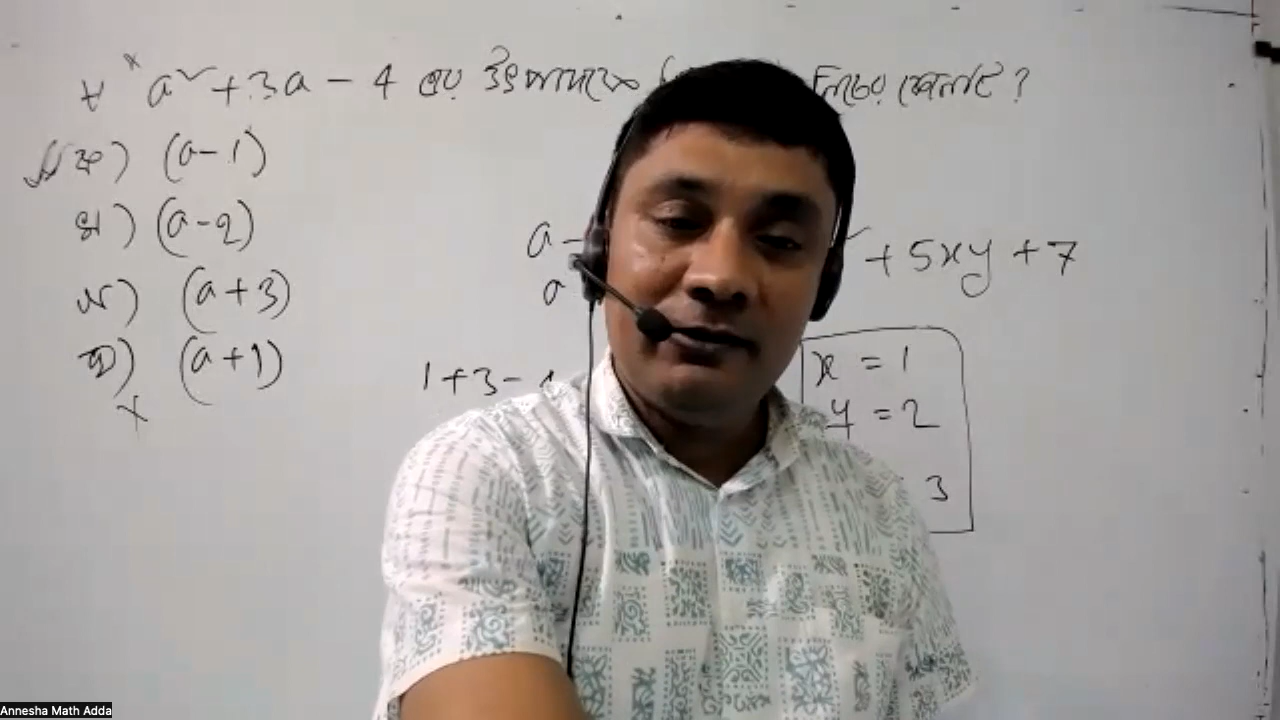 * a² + 3a - 4 এর উৎপাদকে নিচের কোনটি ?
ক) (a-1)
খ) (a-2)
গ) (a+3)
ঘ) (a+1)
a -
a
+ 5xy + 7
1+3-4
x = 1
y = 2
3
Annesha Math Adda